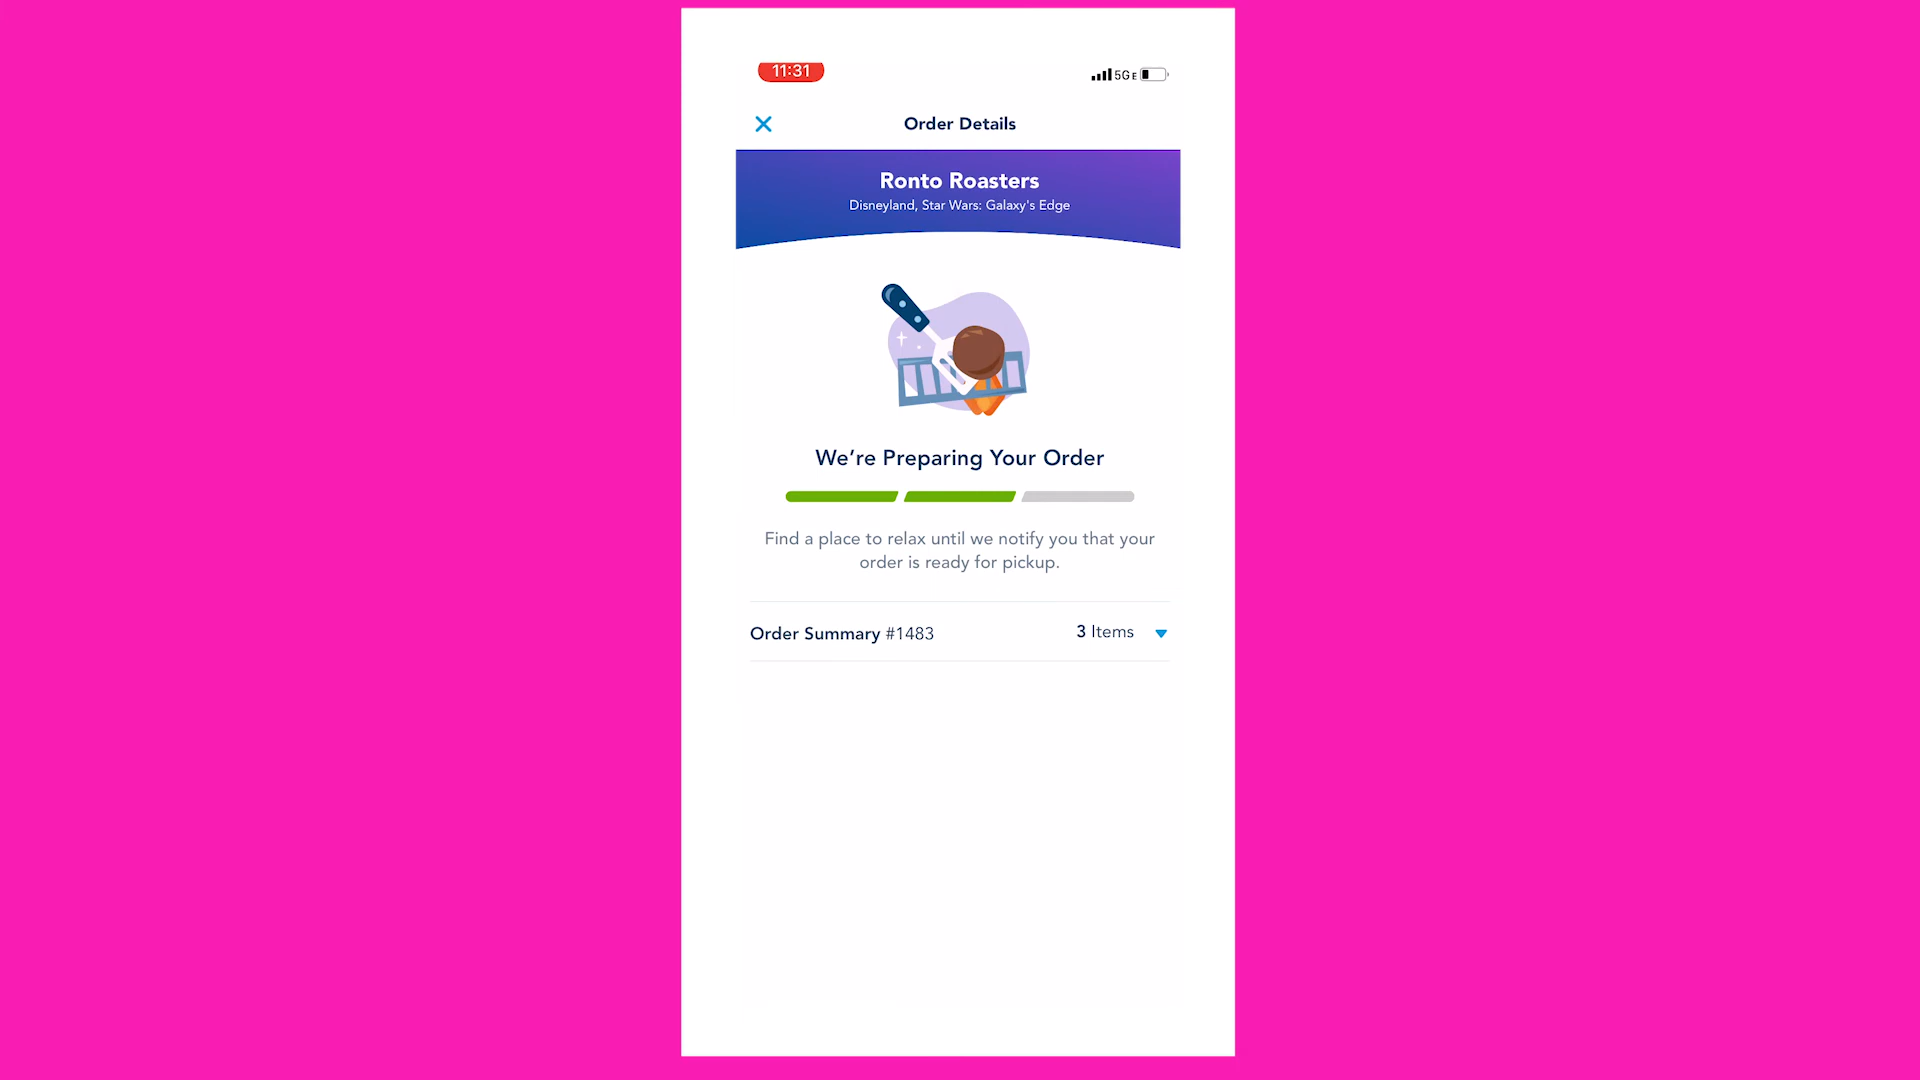 11:31
5GE
Order Details
Ronto Roasters
Disneyland, Star Wars: Galaxy's Edge
We’re Preparing Your Order
Find a place to relax until we notify you that your
order is ready for pickup.
Order Summary #1483 3 Items